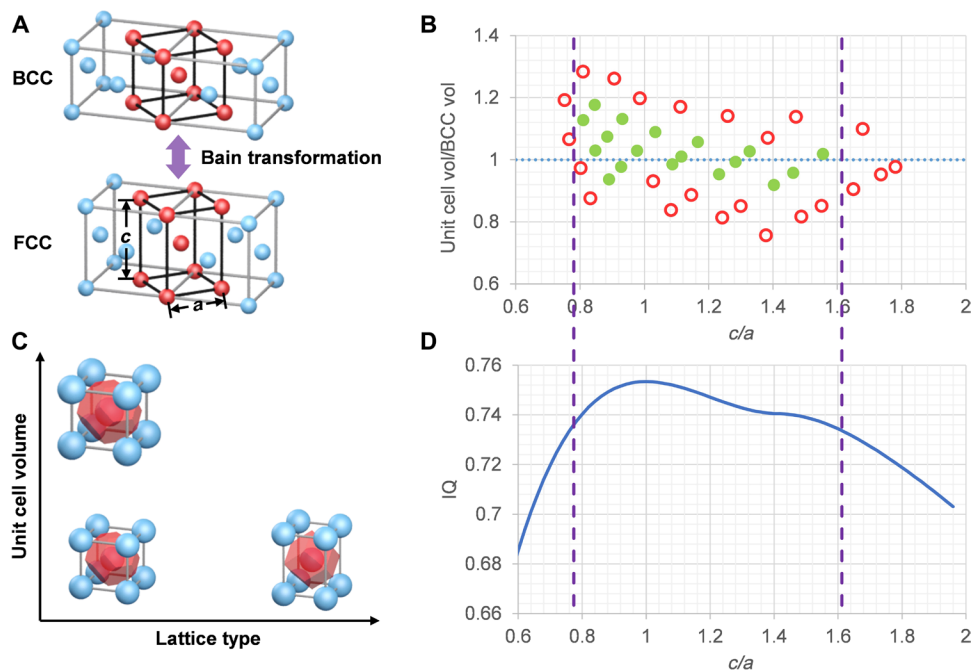 A
BCC
Bain transformation
FCC
c
a
B
Unit cell vol/BCC vol
1.4
1.2
1
0.8
0.6
0.6 0.8 1 1.2 1.4 1.6 1.8 2
c/a
C
Unit cell volume
Lattice type
D
IQ
0.76
0.74
0.72
0.7
0.68
0.66
0.6 0.8 1 1.2 1.4 1.6 1.8 2
c/a